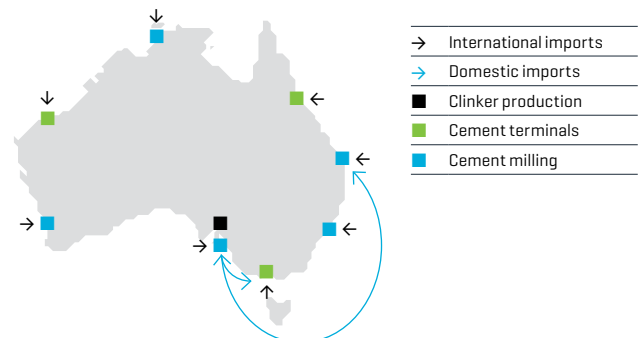 International imports
Domestic imports
Clinker production
Cement terminals
Cement milling